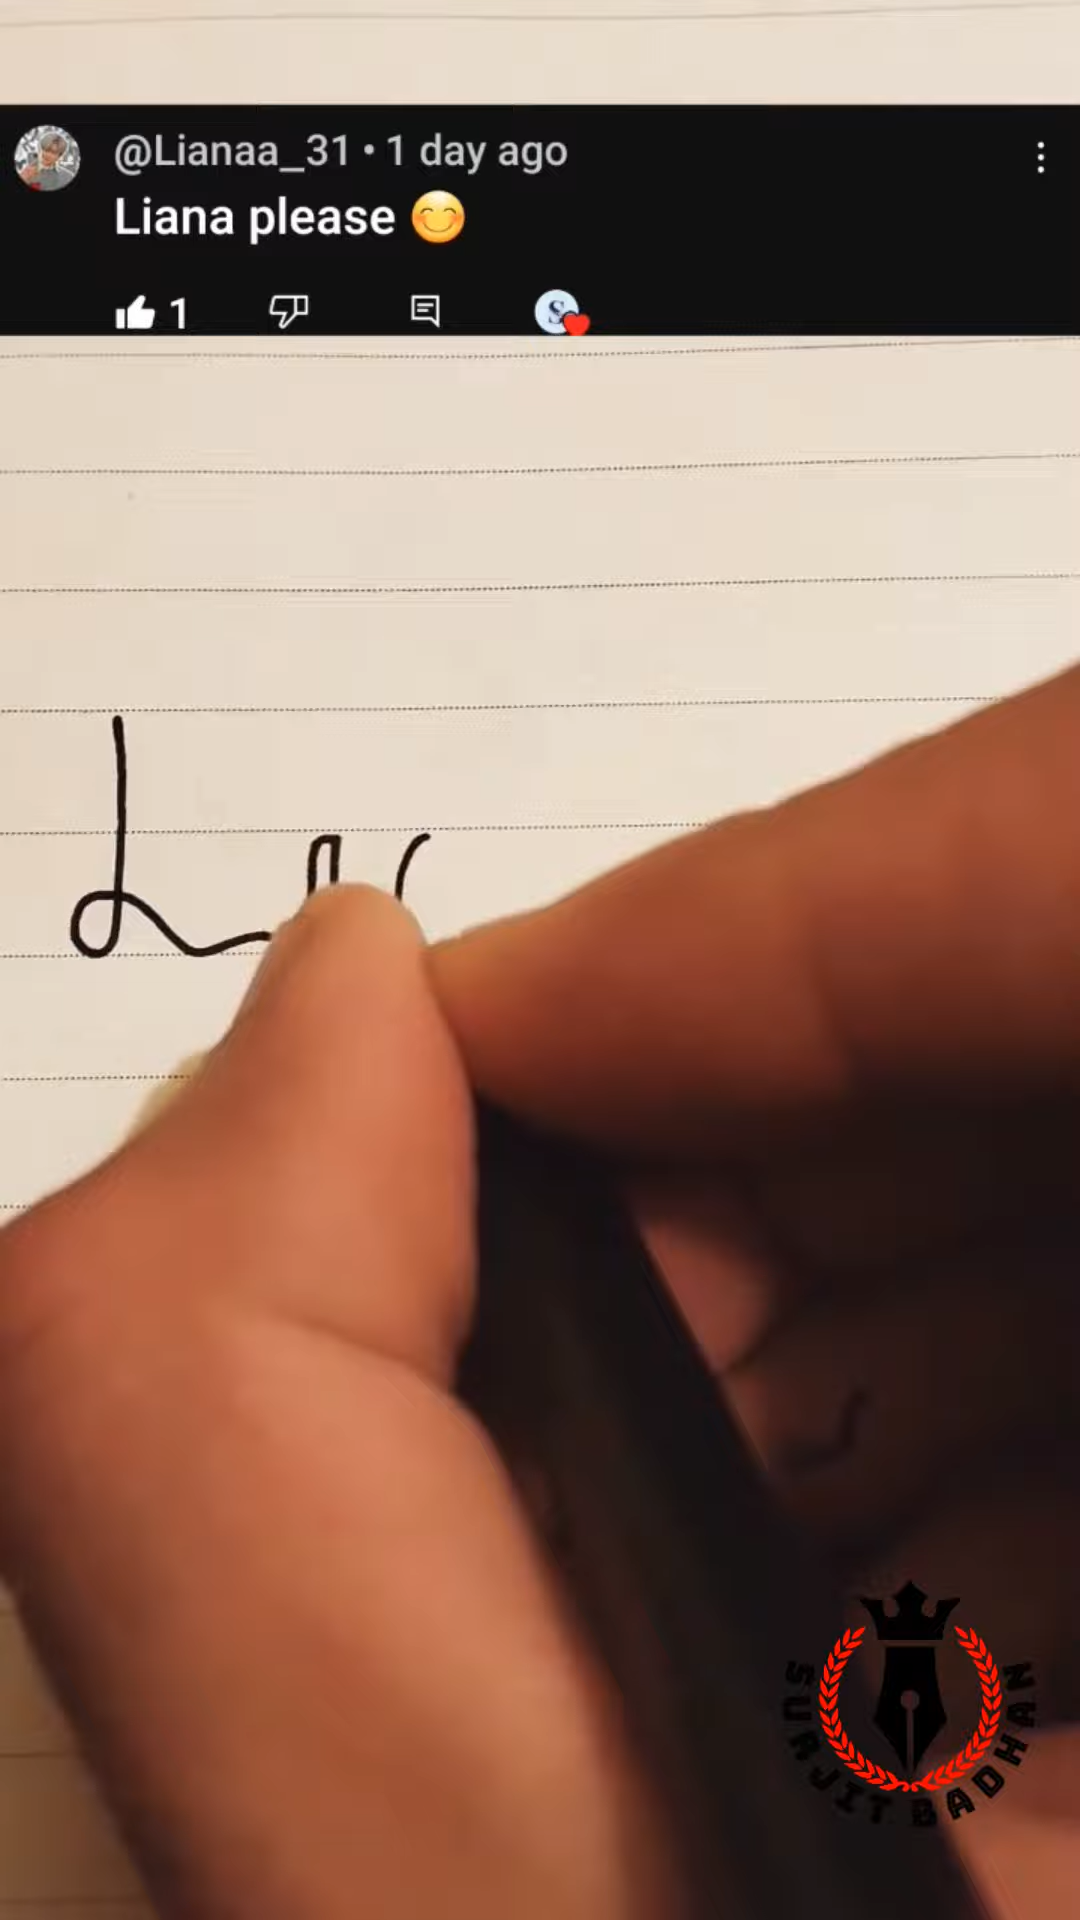 @Lianaa_31 • 1 day ago
Liana please 😊
1
S
L
SURJIT BADHAN